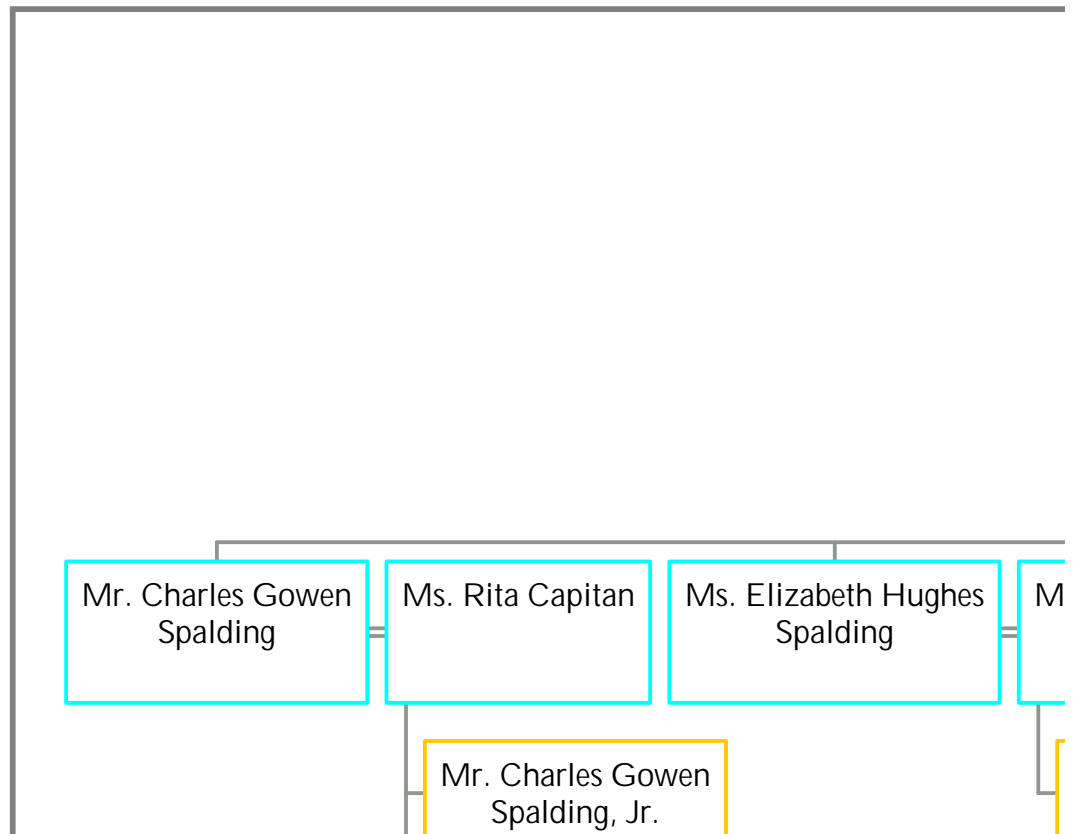 Mr. Charles Gowen
Spalding
Ms. Rita Capitan
Ms. Elizabeth Hughes
Spalding
M
Mr. Charles Gowen
Spalding, Jr.